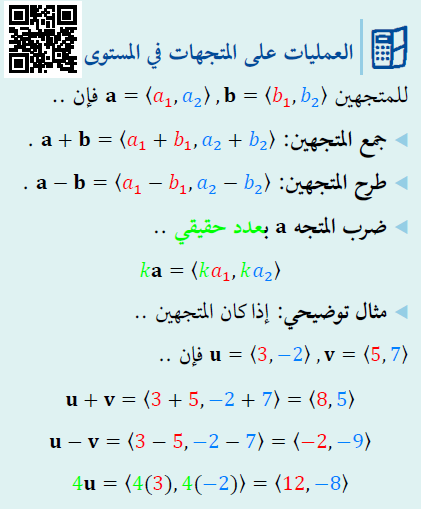 العمليات على المتجهات في المستوى
للمتجهين a = ⟨a₁, a₂⟩ , b = ⟨b₁, b₂⟩ فإن ..
جمع المتجهين: a + b = ⟨a₁ + b₁, a₂ + b₂⟩ .
طرح المتجهين: a − b = ⟨a₁ − b₁, a₂ − b₂⟩ .
ضرب المتجه a بعدد حقيقي ..
ka = ⟨ka₁, ka₂⟩
مثال توضيحي: إذا كان المتجهين ..
u = ⟨3, −2⟩ , v = ⟨5, 7⟩ فإن ..
u + v = ⟨3 + 5, −2 + 7⟩ = ⟨8, 5⟩
u − v = ⟨3 − 5, −2 − 7⟩ = ⟨−2, −9⟩
4u = ⟨4(3), 4(−2)⟩ = ⟨12, −8⟩